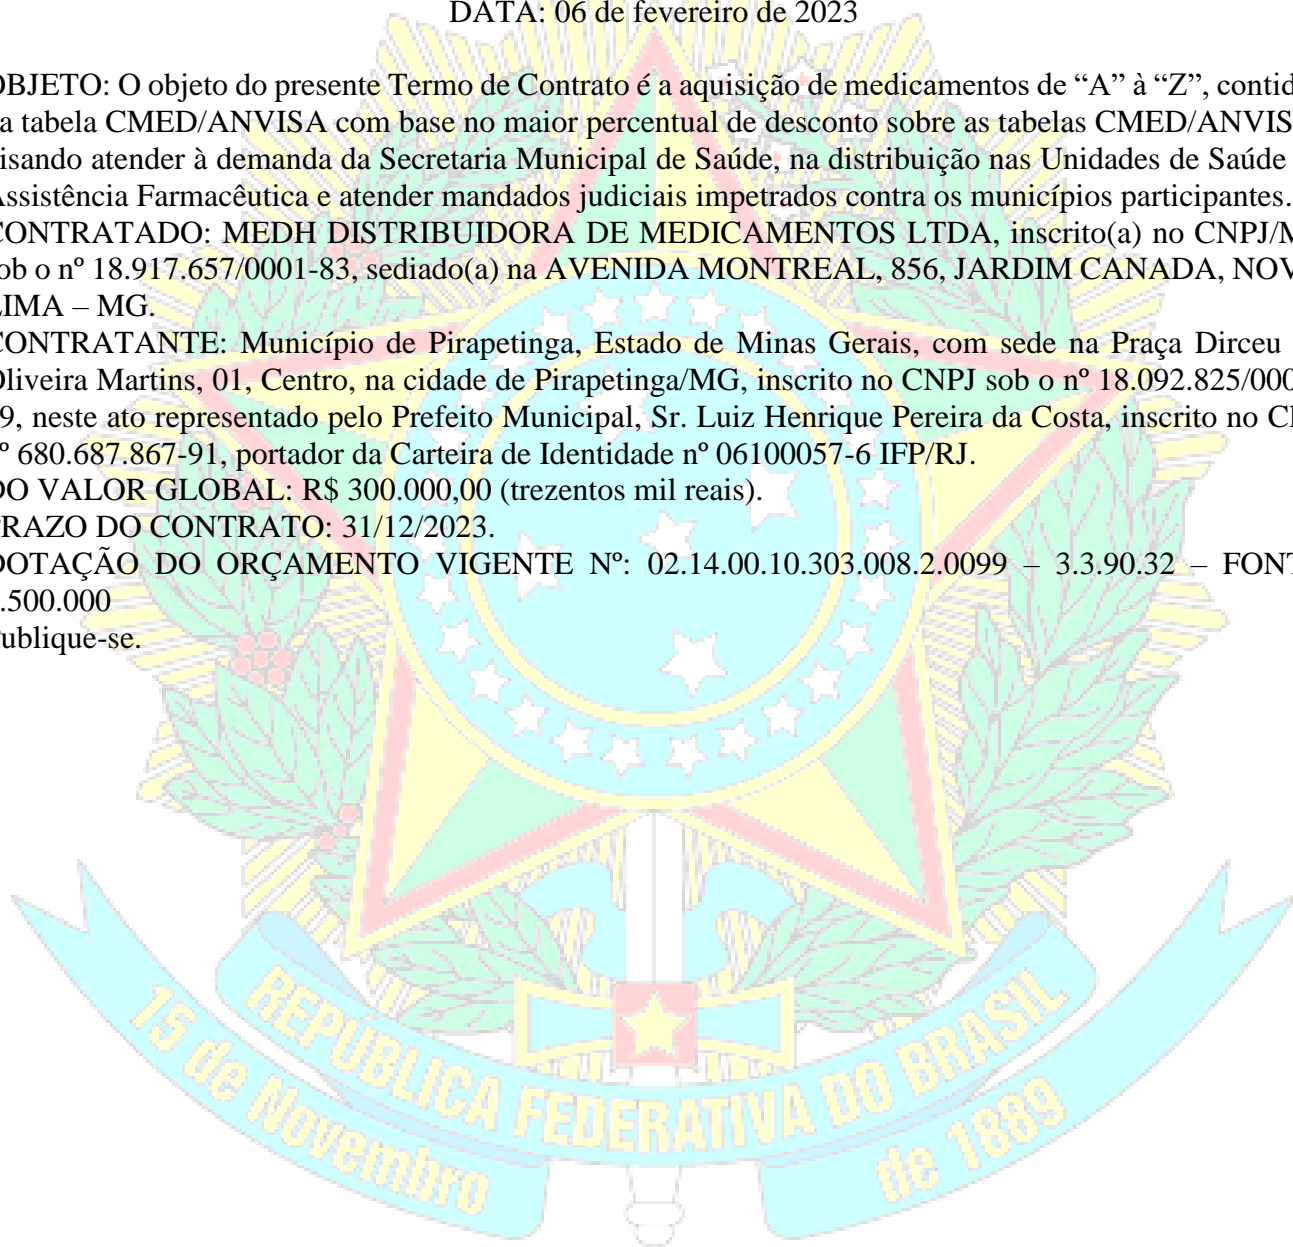 DATA: 06 de fevereiro de 2023
OBJETO: O objeto do presente Termo de Contrato é a aquisição de medicamentos de “A” à “Z”, contid
a tabela CMED/ANVISA com base no maior percentual de desconto sobre as tabelas CMED/ANVIS
isando atender à demanda da Secretaria Municipal de Saúde, na distribuição nas Unidades de Saúde
Assistência Farmacêutica e atender mandados judiciais impetrados contra os municípios participantes.
CONTRATADO: MEDH DISTRIBUIDORA DE MEDICAMENTOS LTDA, inscrito(a) no CNPJ/M
ob o nº 18.917.657/0001-83, sediado(a) na AVENIDA MONTREAL, 856, JARDIM CANADA, NOV
LIMA – MG.
CONTRATANTE: Município de Pirapetinga, Estado de Minas Gerais, com sede na Praça Dirceu
Oliveira Martins, 01, Centro, na cidade de Pirapetinga/MG, inscrito no CNPJ sob o nº 18.092.825/000
9, neste ato representado pelo Prefeito Municipal, Sr. Luiz Henrique Pereira da Costa, inscrito no CP
nº 680.687.867-91, portador da Carteira de Identidade nº 06100057-6 IFP/RJ.
DO VALOR GLOBAL: R$ 300.000,00 (trezentos mil reais).
PRAZO DO CONTRATO: 31/12/2023.
DOTAÇÃO DO ORÇAMENTO VIGENTE Nº: 02.14.00.10.303.008.2.0099 – 3.3.90.32 – FONT
.500.000
Publique-se.
REPÚBLICA FEDERATIVA DO BRASIL
15 de Novembro de 1889